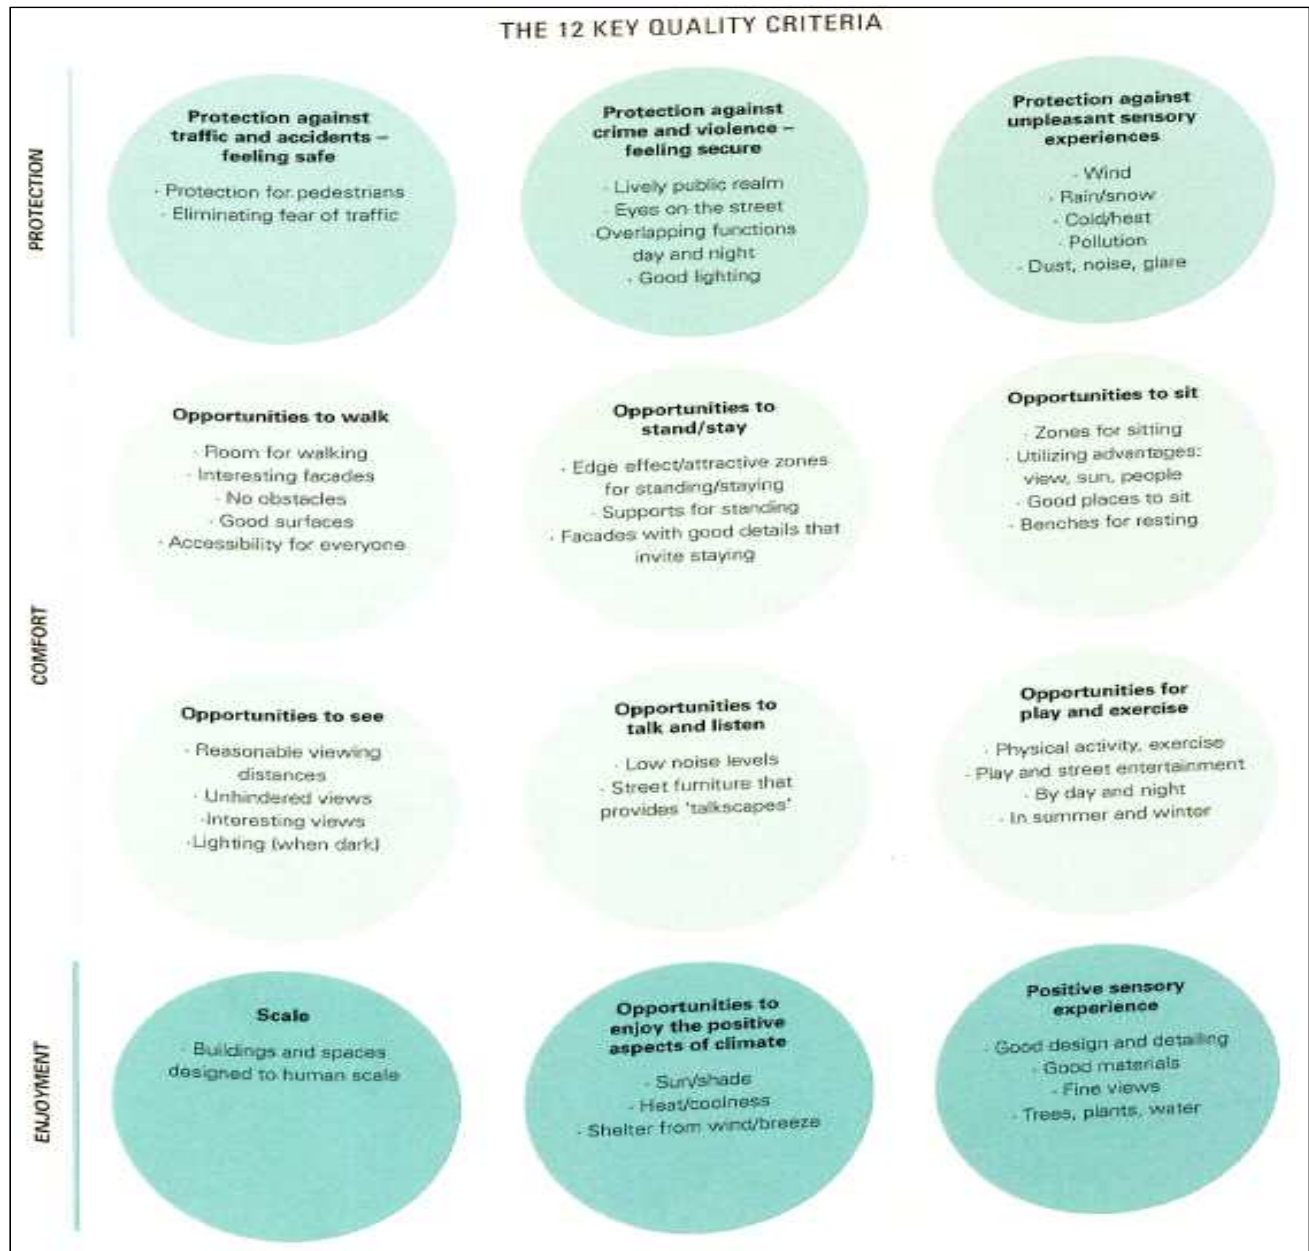 THE 12 KEY QUALITY CRITERIA
PROTECTION
Protection against
traffic and accidents –
feeling safe
· Protection for pedestrians
· Eliminating fear of traffic
Protection against
crime and violence –
feeling secure
· Lively public realm
· Eyes on the street
·Overlapping functions
day and night
· Good lighting
Protection against
unpleasant sensory
experiences
· Wind
· Rain/snow
· Cold/heat
· Pollution
· Dust, noise, glare
COMFORT
Opportunities to walk
· Room for walking
· Interesting facades
· No obstacles
· Good surfaces
· Accessibility for everyone
Opportunities to
stand/stay
· Edge effect/attractive zones
for standing/staying
· Supports for standing
· Facades with good details that
invite staying
Opportunities to sit
· Zones for sitting
· Utilizing advantages:
view, sun, people
· Good places to sit
· Benches for resting
Opportunities to see
· Reasonable viewing
distances
· Unhindered views
·Interesting views
·Lighting (when dark)
Opportunities to
talk and listen
· Low noise levels
· Street furniture that
provides 'talkscapes'
Opportunities for
play and exercise
· Physical activity, exercise
· Play and street entertainment
· By day and night
· In summer and winter
ENJOYMENT
Scale
· Buildings and spaces
designed to human scale
Opportunities to
enjoy the positive
aspects of climate
· Sun/shade
· Heat/coolness
· Shelter from wind/breeze
Positive sensory
experience
· Good design and detailing
· Good materials
· Fine views
· Trees, plants, water